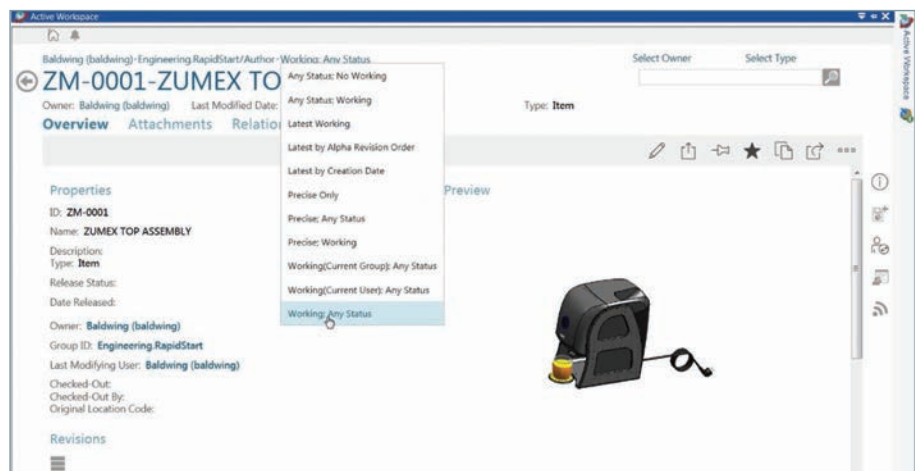 Active Workspace
Baldwing (baldwing)-Engineering.RapidStart/Author-Working: Any Status
Select Owner Select Type
ZM-0001-ZUMEX TO
Owner: Baldwing (baldwing) Last Modified Date: Type: Item
Overview Attachments Relation
Any Status: No Working
Any Status: Working
Latest Working
Latest by Alpha Revision Order
Latest by Creation Date
Precise Only
Precise; Any Status
Precise; Working
Working(Current Group); Any Status
Working(Current User); Any Status
Working; Any Status
Properties
ID: ZM-0001
Name: ZUMEX TOP ASSEMBLY
Description:
Type: Item
Release Status:
Date Released:
Owner: Baldwing (baldwing)
Group ID: Engineering.RapidStart
Last Modifying User: Baldwing (baldwing)
Checked-Out:
Checked-Out By:
Original Location Code:
Revisions
Preview
Active Workspace